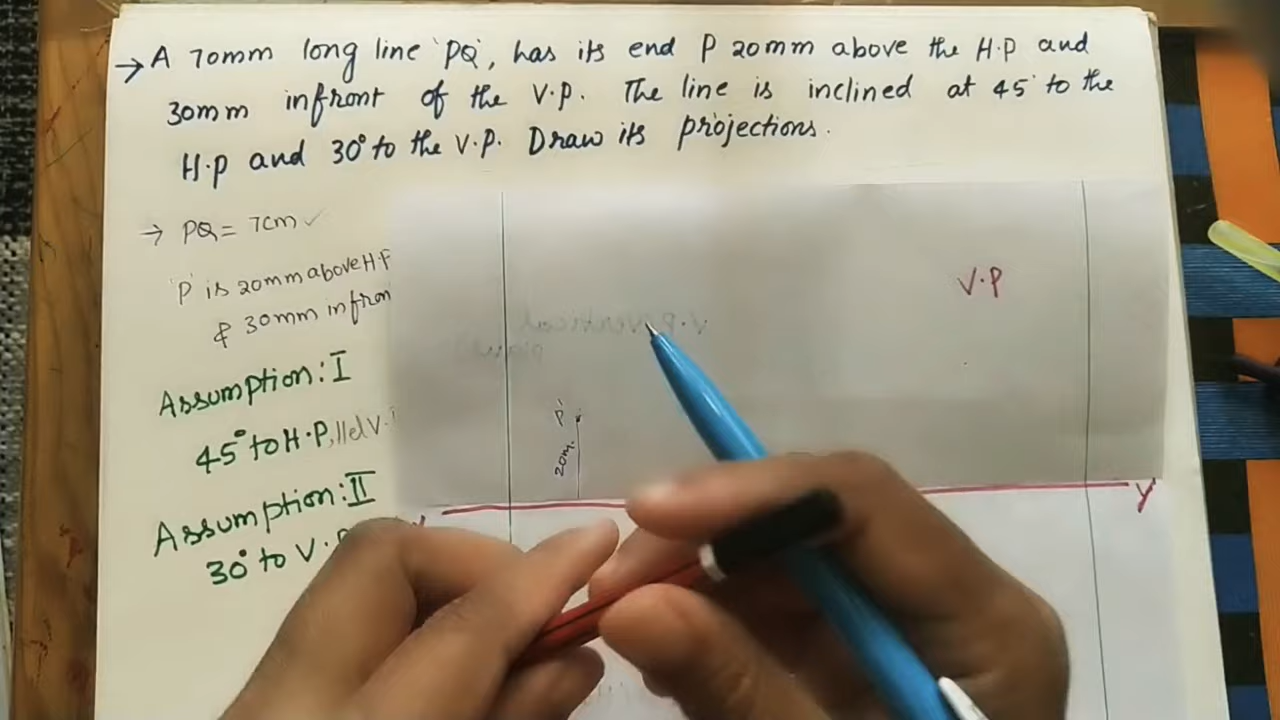 → A 70mm long line 'PQ', has its end P 20mm above the H.P and
30mm infront of the V.P. The line is inclined at 45° to the
H.P and 30° to the V.P. Draw its projections.
→ PQ = 7cm ✓
'P' is 20mm above H.P
& 30mm infron
Assumption: I
45° to H.P, llel V.
Assumption: II
30° to V.P
V.P
P'
20m.
Y